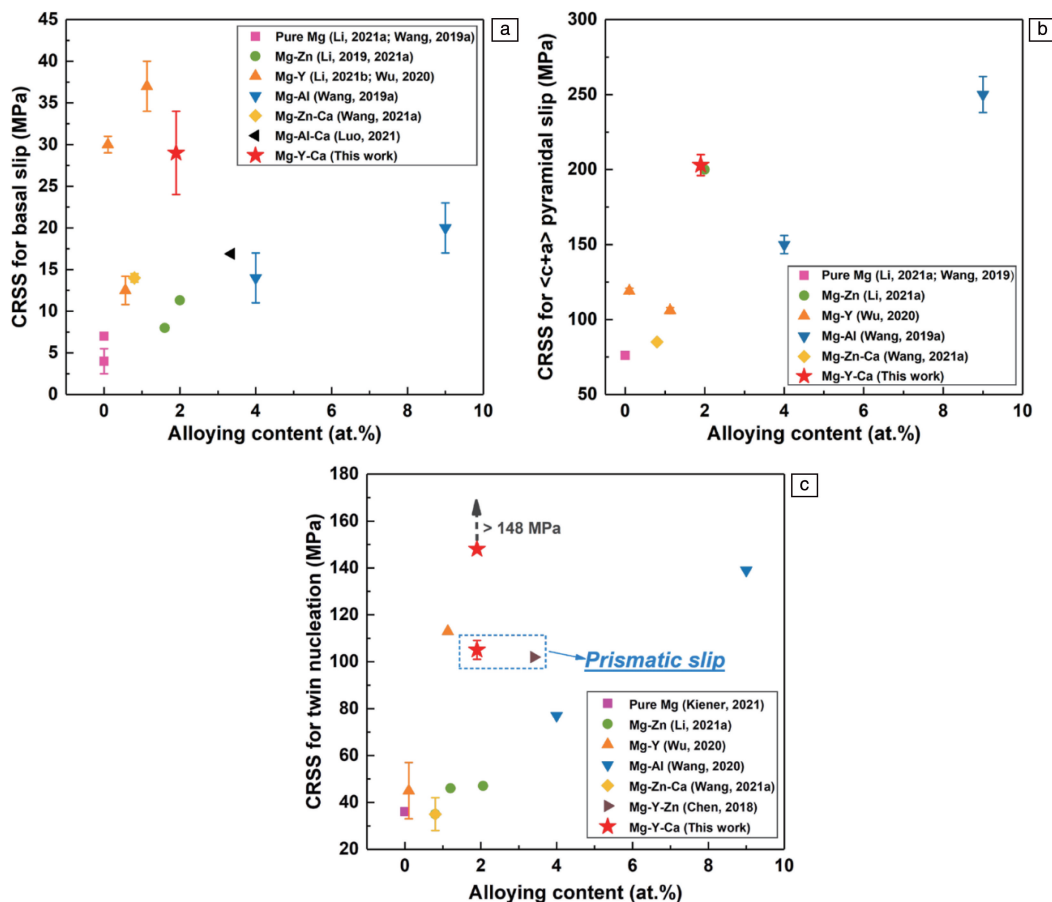 a
CRSS for basal slip (MPa)
45
40
35
30
25
20
15
10
5
0
0 2 4 6 8 10
Alloying content (at.%)
Pure Mg (Li, 2021a; Wang, 2019a)
Mg-Zn (Li, 2019, 2021a)
Mg-Y (Li, 2021b; Wu, 2020)
Mg-Al (Wang, 2019a)
Mg-Zn-Ca (Wang, 2021a)
Mg-Al-Ca (Luo, 2021)
Mg-Y-Ca (This work)
b
CRSS for <c+a> pyramidal slip (MPa)
300
250
200
150
100
50
0 2 4 6 8 10
Alloying content (at.%)
Pure Mg (Li, 2021a; Wang, 2019)
Mg-Zn (Li, 2021a)
Mg-Y (Wu, 2020)
Mg-Al (Wang, 2019a)
Mg-Zn-Ca (Wang, 2021a)
Mg-Y-Ca (This work)
c
CRSS for twin nucleation (MPa)
180
160
140
120
100
80
60
40
20
0 2 4 6 8 10
Alloying content (at.%)
> 148 MPa
Prismatic slip
Pure Mg (Kiener, 2021)
Mg-Zn (Li, 2021a)
Mg-Y (Wu, 2020)
Mg-Al (Wang, 2020)
Mg-Zn-Ca (Wang, 2021a)
Mg-Y-Zn (Chen, 2018)
Mg-Y-Ca (This work)